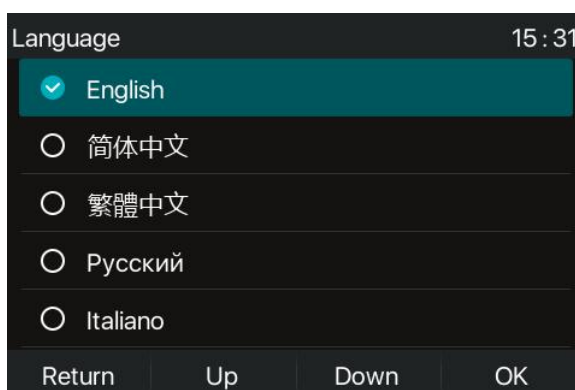 Language 15:31
English
简体中文
繁體中文
Русский
Italiano
Return Up Down OK